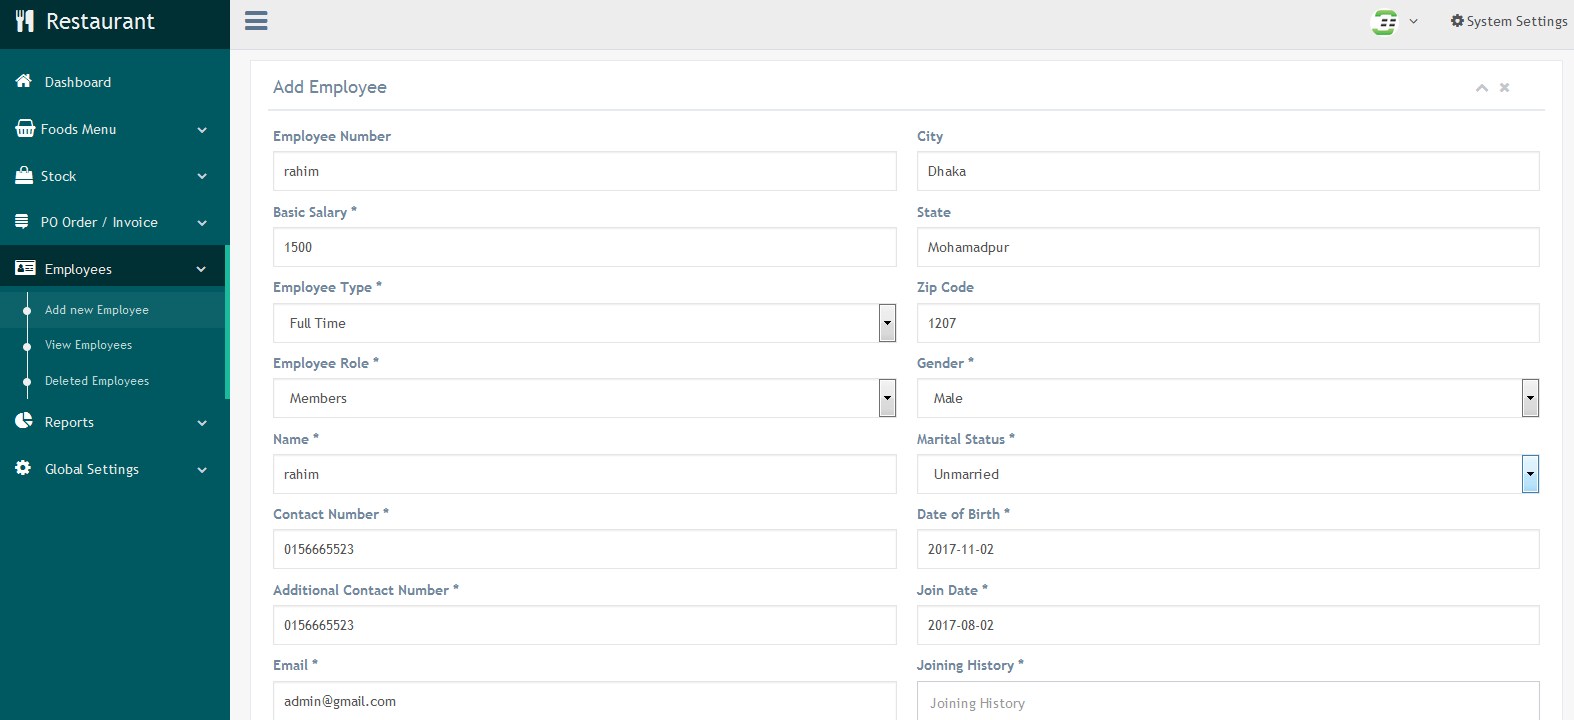 Restaurant
System Settings
Dashboard
Foods Menu
Stock
PO Order / Invoice
Employees
Add new Employee
View Employees
Deleted Employees
Reports
Global Settings
Add Employee
Employee Number
rahim
Basic Salary *
1500
Employee Type *
Full Time
Employee Role *
Members
Name *
rahim
Contact Number *
0156665523
Additional Contact Number *
0156665523
Email *
admin@gmail.com
City
Dhaka
State
Mohamadpur
Zip Code
1207
Gender *
Male
Marital Status *
Unmarried
Date of Birth *
2017-11-02
Join Date *
2017-08-02
Joining History *
Joining History